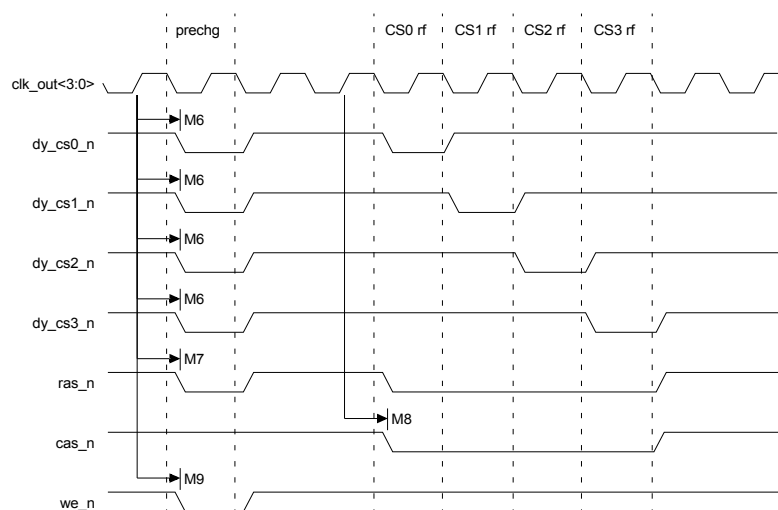 prechg CS0 rf CS1 rf CS2 rf CS3 rf
clk_out<3:0>
M6
dy_cs0_n
M6
dy_cs1_n
M6
dy_cs2_n
M6
dy_cs3_n
M7
ras_n
M8
cas_n
M9
we_n